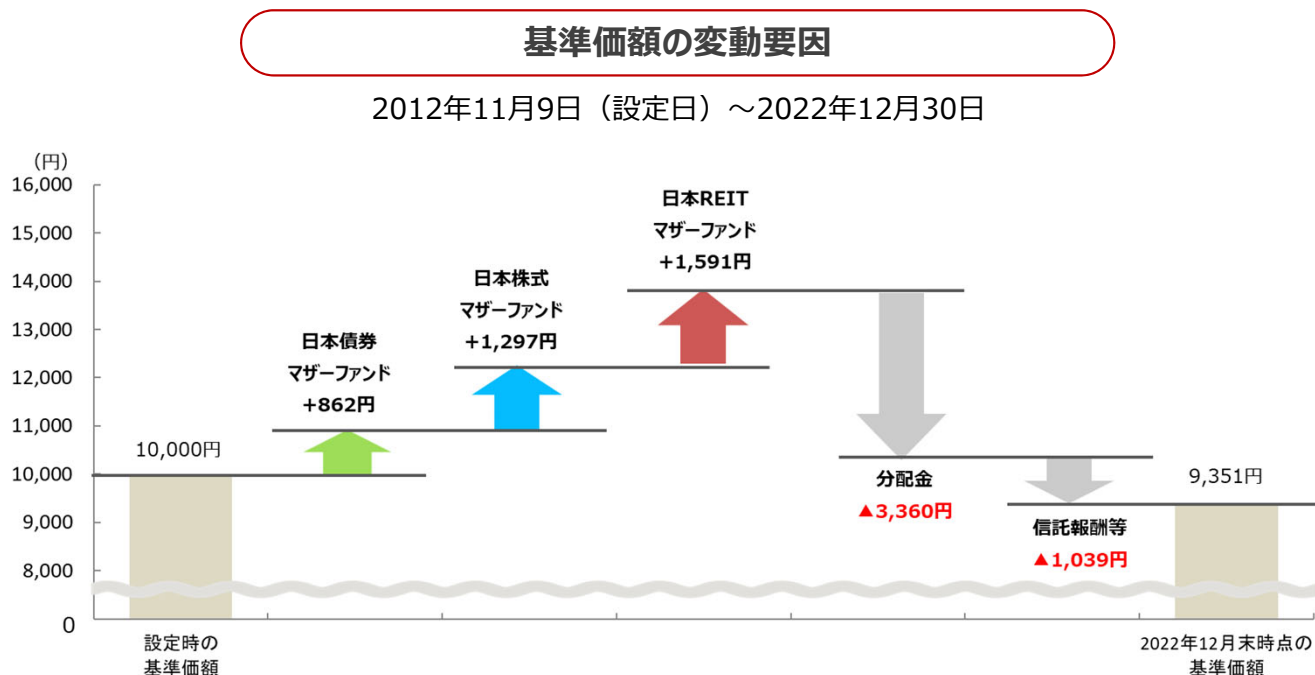 基準価額の変動要因
2012年11月9日（設定日）～2022年12月30日
（円）
16,000
15,000
14,000
13,000
12,000
11,000
10,000
9,000
8,000
0
10,000円
日本債券
マザーファンド
+862円
日本株式
マザーファンド
+1,297円
日本REIT
マザーファンド
+1,591円
分配金
▲3,360円
信託報酬等
▲1,039円
9,351円
設定時の
基準価額
2022年12月末時点の
基準価額